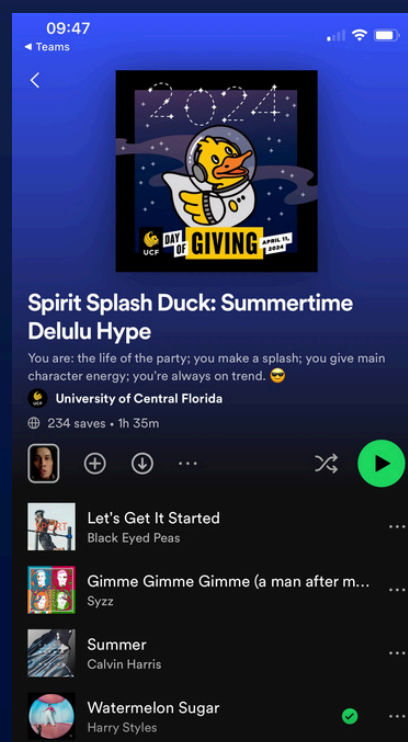 09:47
◀ Teams
2024
UCF
DAY
OF
GIVING
APRIL 11,
2024
Spirit Splash Duck: Summertime
Delulu Hype
You are: the life of the party; you make a splash; you give main
character energy; you're always on trend. 😎
University of Central Florida
234 saves • 1h 35m
Let's Get It Started
Black Eyed Peas
Gimme Gimme Gimme (a man after m...
Syzz
Summer
Calvin Harris
Watermelon Sugar
Harry Styles